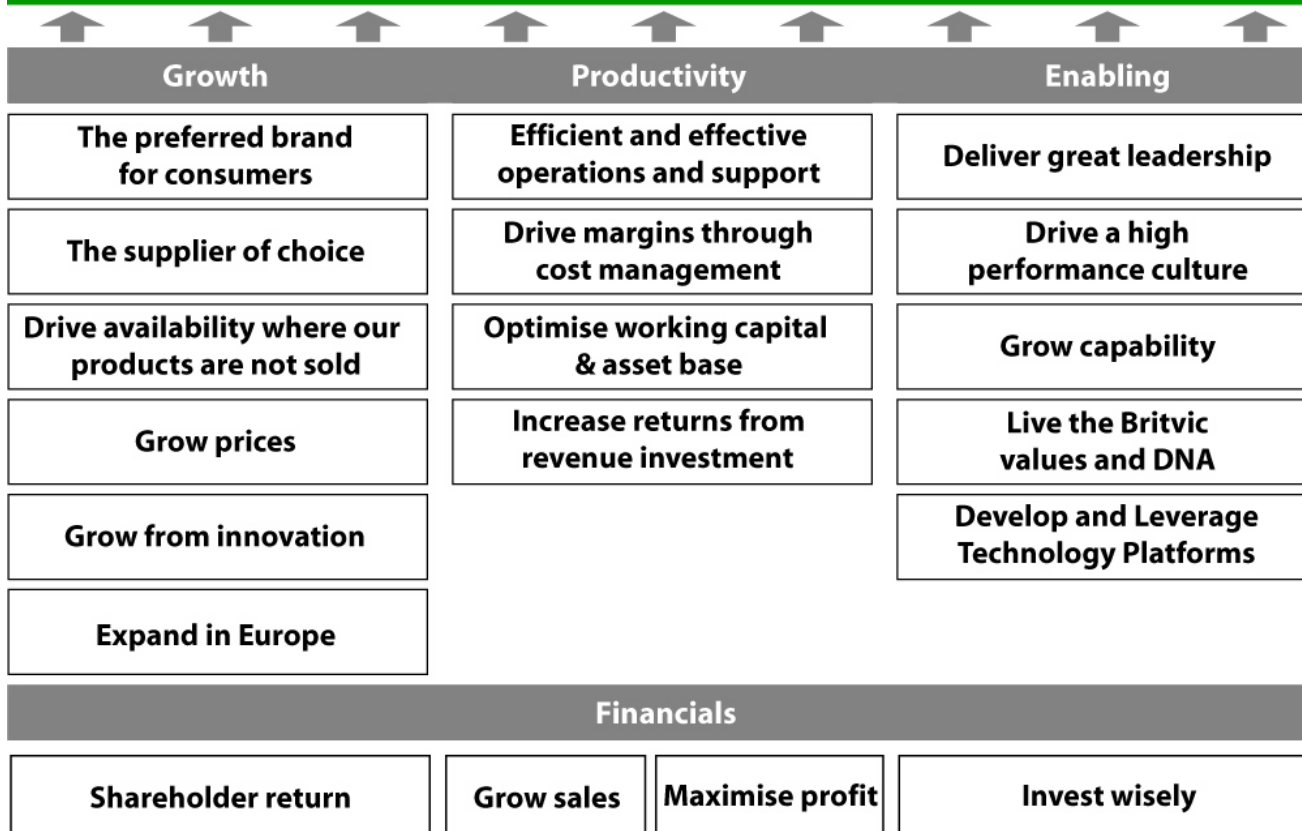 Growth
Productivity
Enabling
The preferred brand
for consumers
Efficient and effective
operations and support
Deliver great leadership
The supplier of choice
Drive margins through
cost management
Drive a high
performance culture
Drive availability where our
products are not sold
Optimise working capital
& asset base
Grow capability
Grow prices
Increase returns from
revenue investment
Live the Britvic
values and DNA
Grow from innovation
Develop and Leverage
Technology Platforms
Expand in Europe
Financials
Shareholder return
Grow sales
Maximise profit
Invest wisely